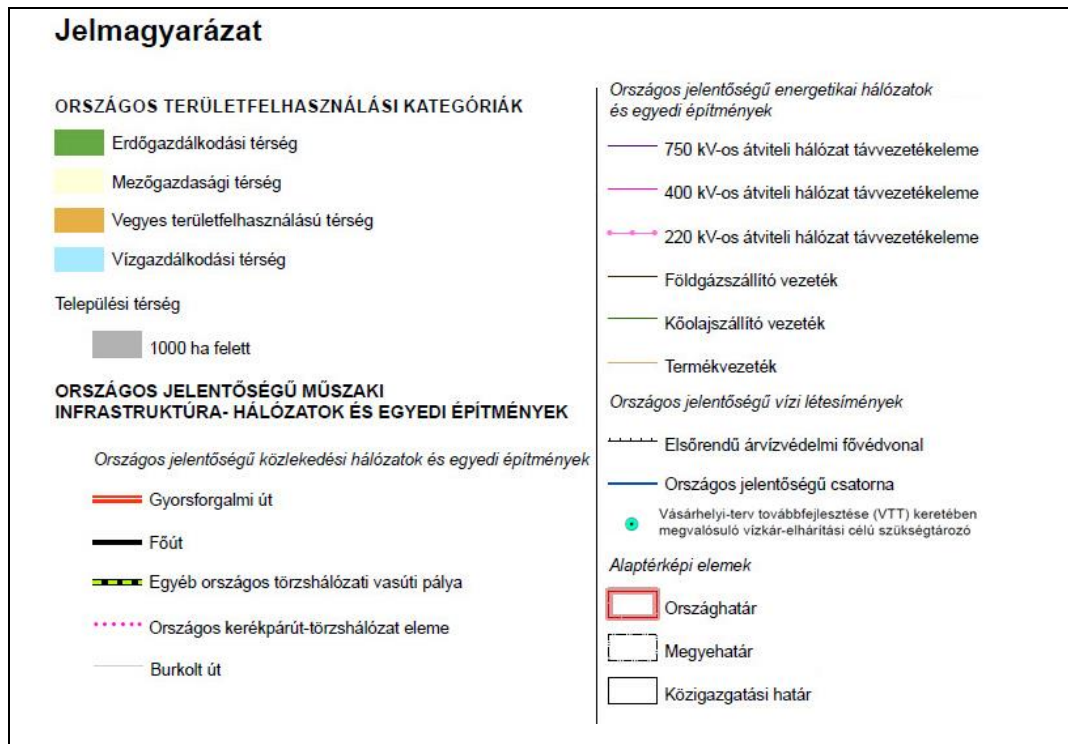 Jelmagyarázat
ORSZÁGOS TERÜLETFELHASZNÁLÁSI KATEGÓRIÁK
Erdőgazdálkodási térség
Mezőgazdasági térség
Vegyes területfelhasználású térség
Vízgazdálkodási térség
Települési térség
1000 ha felett
ORSZÁGOS JELENTŐSÉGŰ MŰSZAKI
INFRASTRUKTÚRA- HÁLÓZATOK ÉS EGYEDI ÉPÍTMÉNYEK
Országos jelentőségű közlekedési hálózatok és egyedi építmények
Gyorsforgalmi út
Főút
Egyéb országos törzshálózati vasúti pálya
Országos kerékpárút-törzshálózat eleme
Burkolt út
Országos jelentőségű energetikai hálózatok
és egyedi építmények
750 kV-os átviteli hálózat távvezetékeleme
400 kV-os átviteli hálózat távvezetékeleme
220 kV-os átviteli hálózat távvezetékeleme
Földgázszállító vezeték
Kőolajszállító vezeték
Termékvezeték
Országos jelentőségű vízi létesímények
Elsőrendű árvízvédelmi fővédvonal
Országos jelentőségű csatorna
Vásárhelyi-terv továbbfejlesztése (VTT) keretében
megvalósuló vízkár-elhárítási célú szükségtározó
Alaptérképi elemek
Országhatár
Megyehatár
Közigazgatási határ